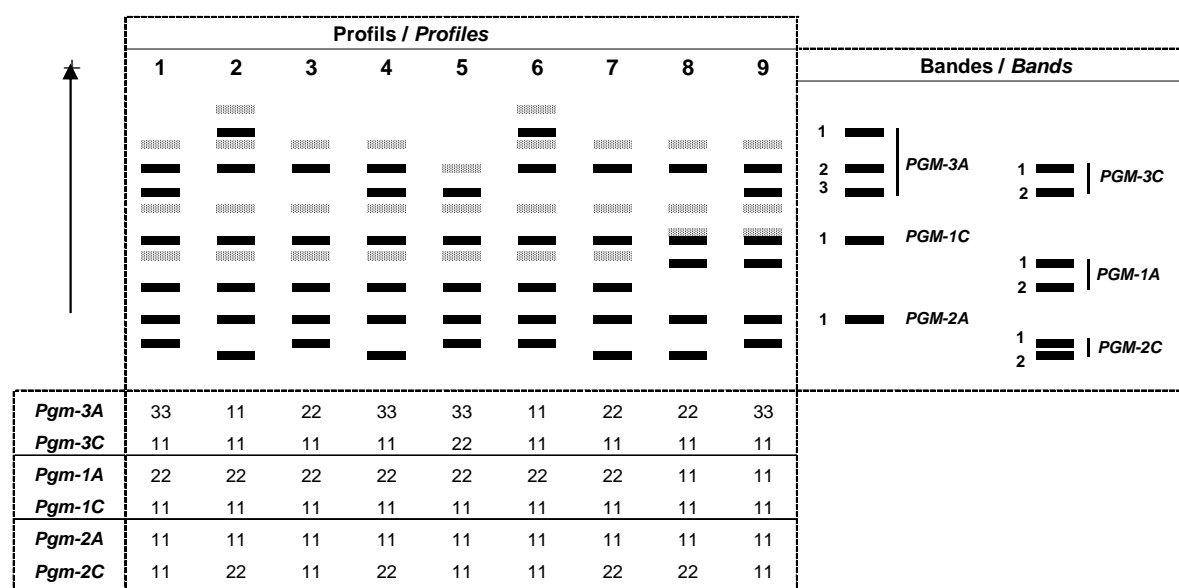 Profils / Profiles
1 2 3 4 5 6 7 8 9
Bandes / Bands
1
2 PGM-3A 1
3 2 PGM-3C
1 PGM-1C
1
2 PGM-1A
1 PGM-2A
1
2 PGM-2C
Pgm-3A 33 11 22 33 33 11 22 22 33
Pgm-3C 11 11 11 11 22 11 11 11 11
Pgm-1A 22 22 22 22 22 22 22 11 11
Pgm-1C 11 11 11 11 11 11 11 11 11
Pgm-2A 11 11 11 11 11 11 11 11 11
Pgm-2C 11 22 11 22 11 11 22 22 11